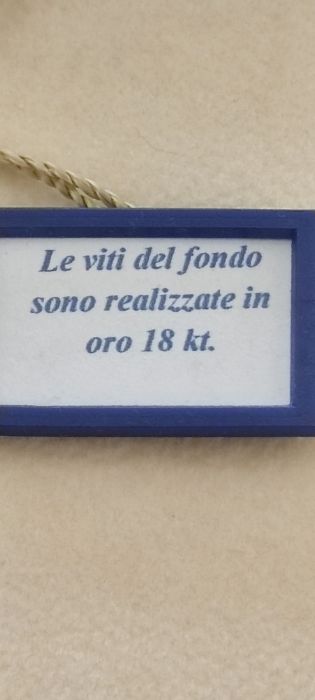 Le viti del fondo
sono realizzate in
oro 18 kt.